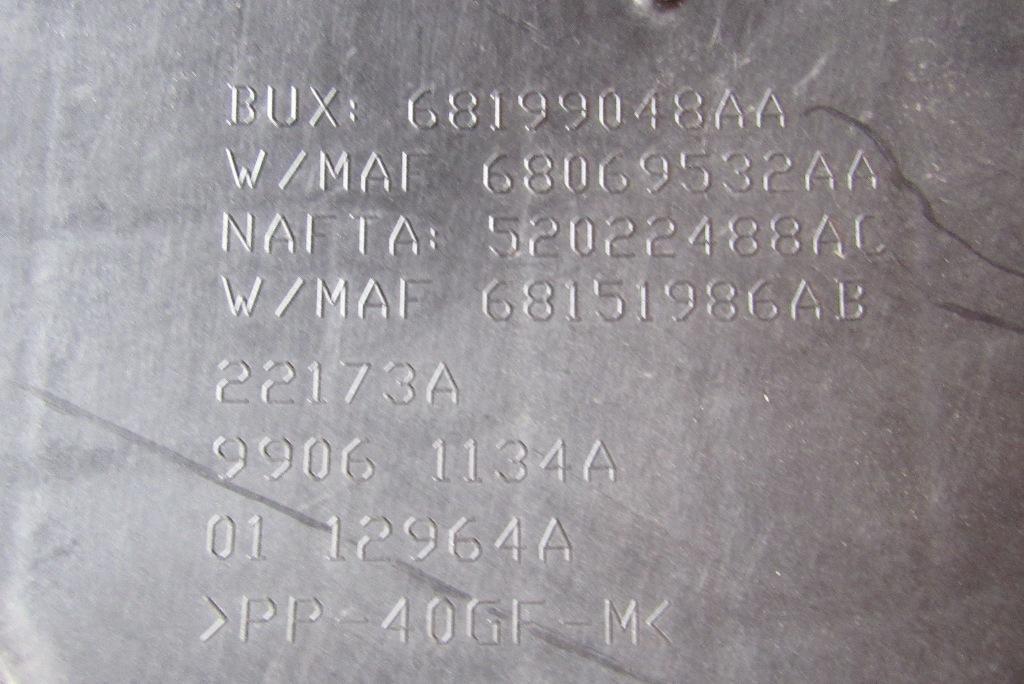 BUX: 68199048AA
W/MAF 68069532AA
NAFTA: 52022488AC
W/MAF 68151986AB
22173A
9906 1134A
01 12964A
>PP-40GF-M<